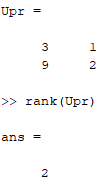 Upr =
3 1
9 2
>> rank(Upr)
ans =
2